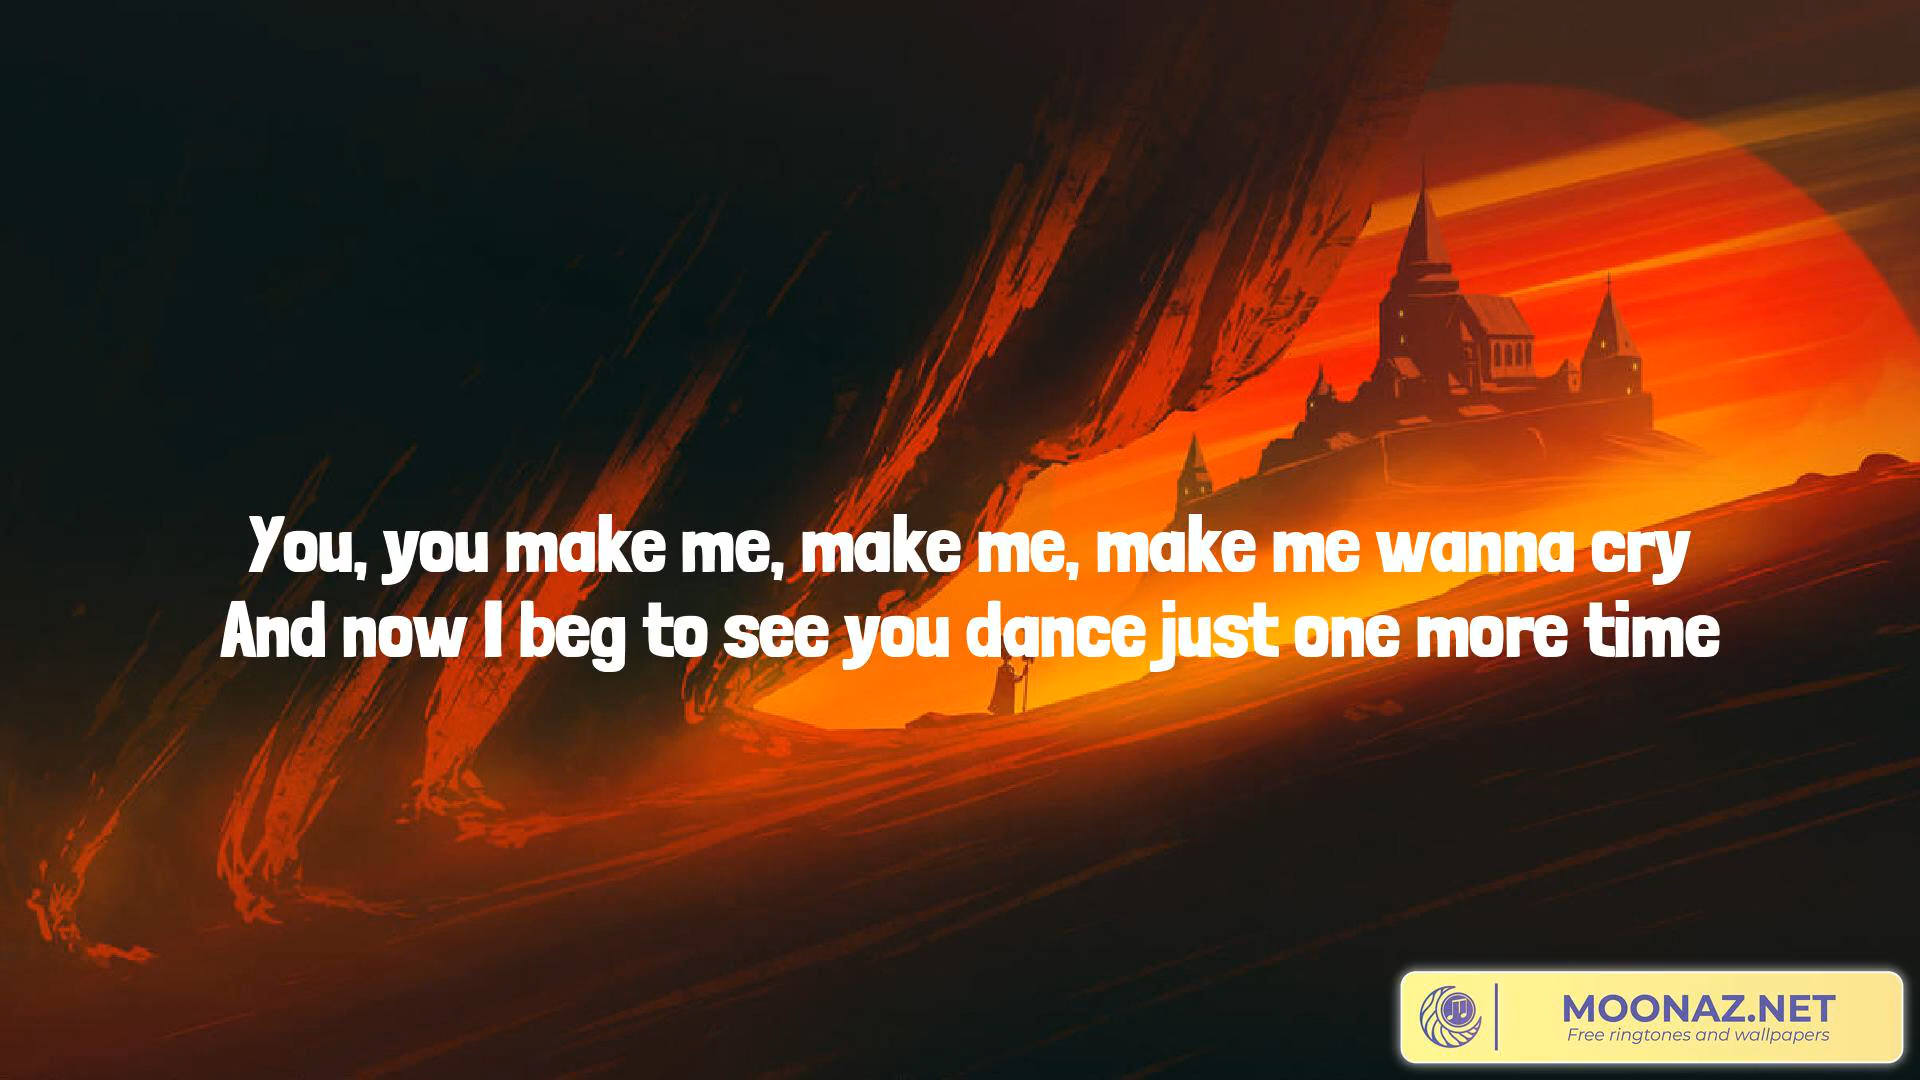 You, you make me, make me, make me wanna cry
And now I beg to see you dance just one more time
MOONAZ.NET
Free ringtones and wallpapers